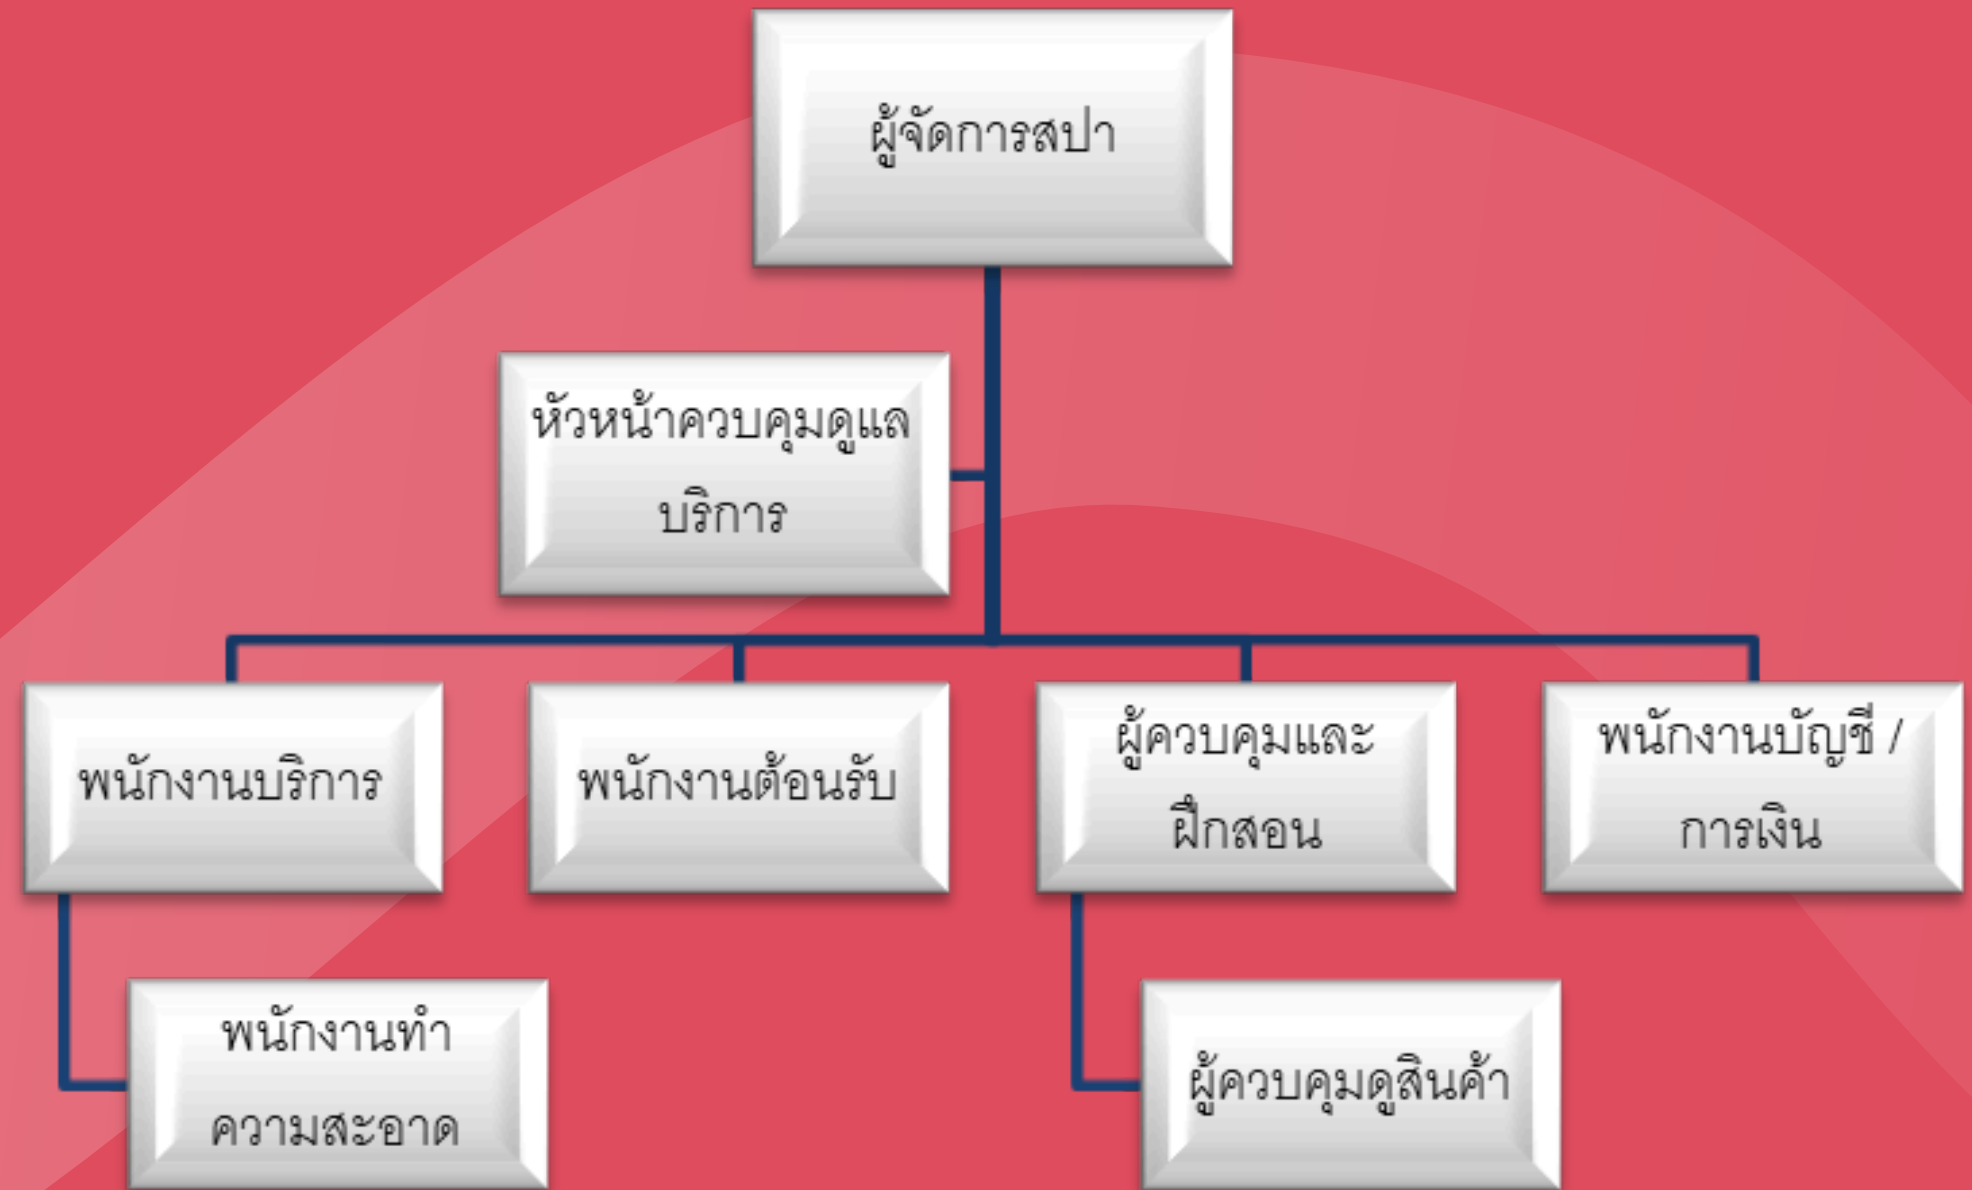 ผู้จัดการสปา
หัวหน้าควบคุมดูแล
บริการ
พนักงานบริการ
พนักงานต้อนรับ
ผู้ควบคุมและ
ฝึกสอน
พนักงานบัญชี /
การเงิน
พนักงานทำ
ความสะอาด
ผู้ควบคุมดูสินค้า